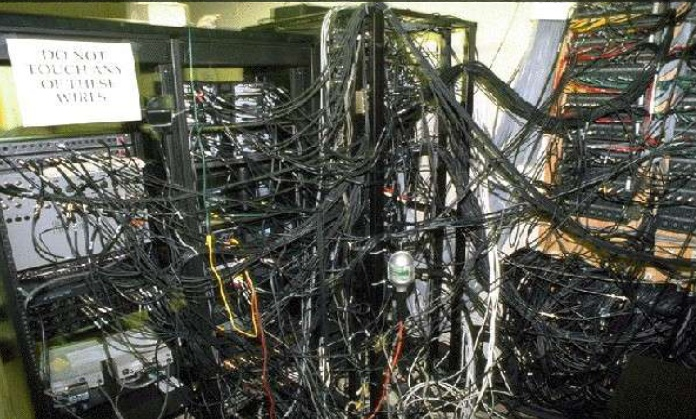 DO NOT
TOUCH ANY
OF THESE
WIRES.